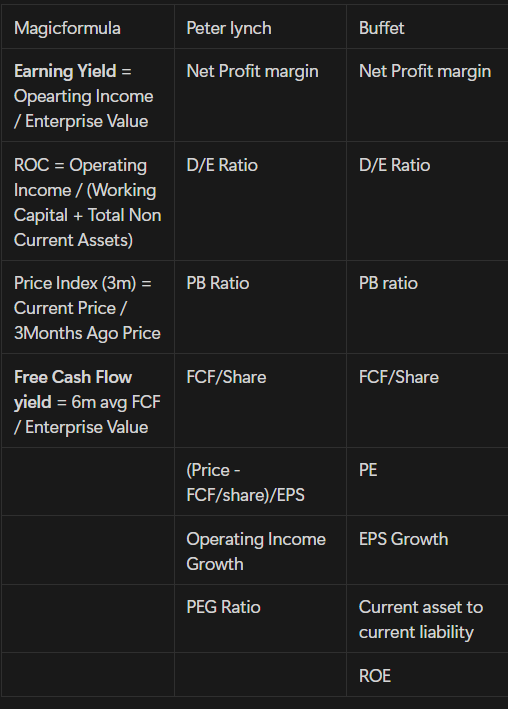 Magicformula
Peter lynch
Buffet
Earning Yield =
Opearting Income
/ Enterprise Value
Net Profit margin
Net Profit margin
ROC = Operating
Income / (Working
Capital + Total Non
Current Assets)
D/E Ratio
D/E Ratio
Price Index (3m) =
Current Price /
3Months Ago Price
PB Ratio
PB ratio
Free Cash Flow
yield = 6m avg FCF
/ Enterprise Value
FCF/Share
FCF/Share
(Price -
FCF/share)/EPS
PE
Operating Income
Growth
EPS Growth
PEG Ratio
Current asset to
current liability
ROE